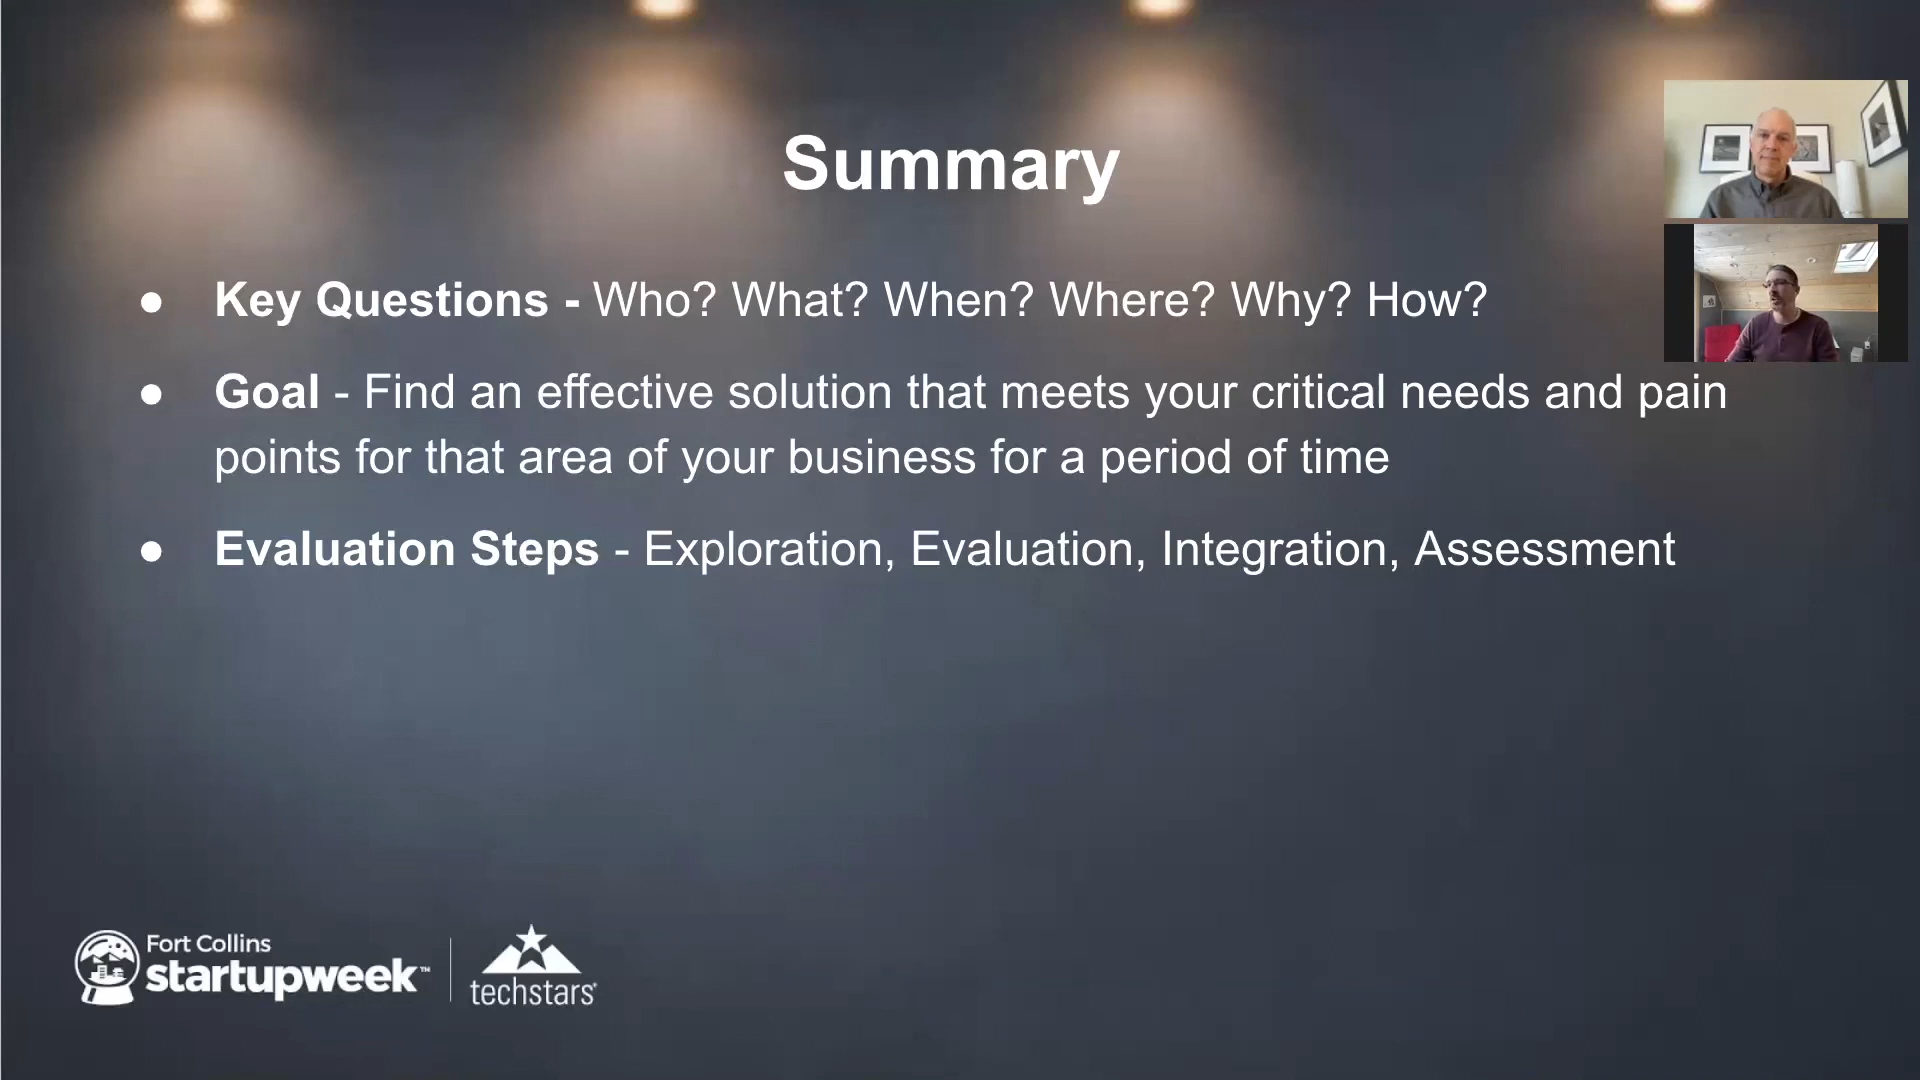 Summary
● Key Questions - Who? What? When? Where? Why? How?
● Goal - Find an effective solution that meets your critical needs and pain
points for that area of your business for a period of time
● Evaluation Steps - Exploration, Evaluation, Integration, Assessment
Fort Collins
startupweek™
techstars